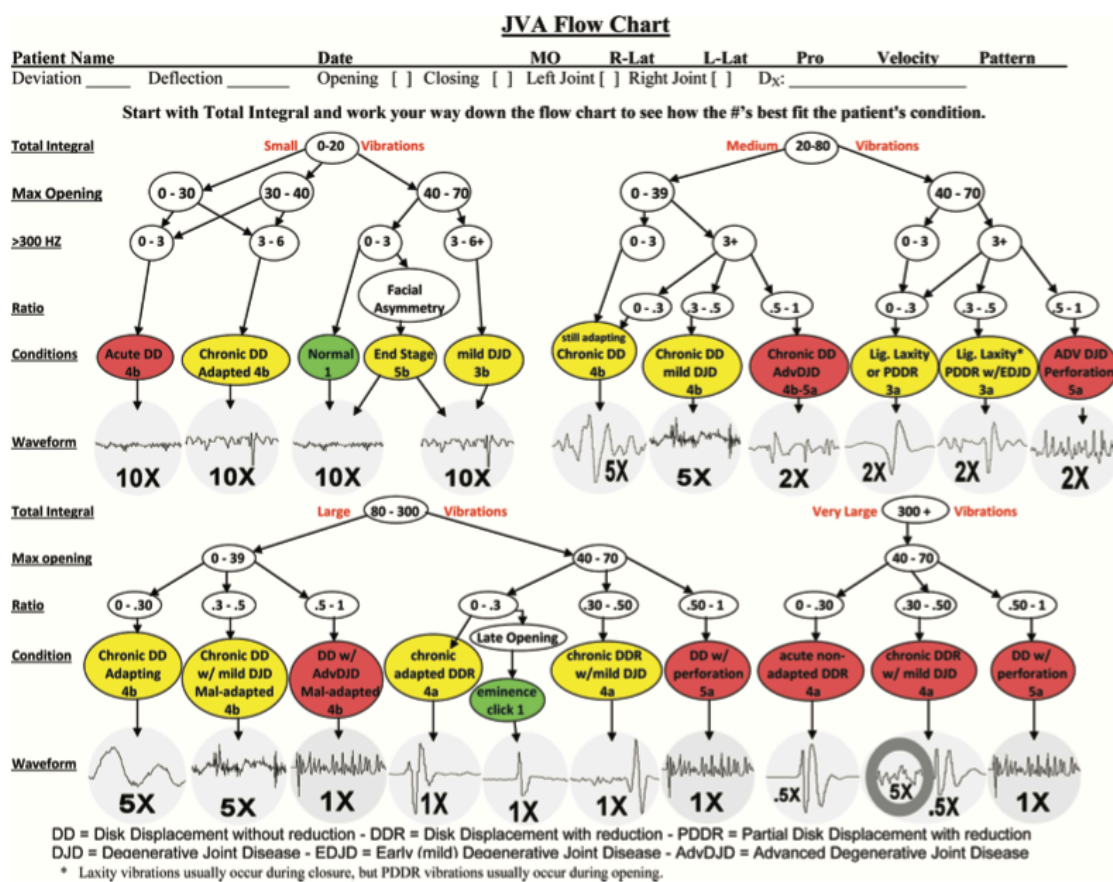 JVA Flow Chart
Patient Name Date MO R-Lat L-Lat Pro Velocity Pattern
Deviation _____ Deflection _______ Opening [ ] Closing [ ] Left Joint [ ] Right Joint [ ] DX: ____________________
Start with Total Integral and work your way down the flow chart to see how the #'s best fit the patient's condition.
Total Integral Small 0-20 Vibrations Medium 20-80 Vibrations
Max Opening 0 - 30 30 - 40 40 - 70 0 - 39 40 - 70
>300 HZ 0 - 3 3 - 6 0 - 3 3 - 6+ 0 - 3 3+ 0 - 3 3+
Facial
Asymmetry
Ratio 0 - .3 .3 - .5 .5 - 1 0 - .3 .3 - .5 .5 - 1
Conditions
Acute DD
4b
Chronic DD
Adapted 4b
Normal
1
End Stage
5b
mild DJD
3b
still adapting
Chronic DD
4b
Chronic DD
mild DJD
4b
Chronic DD
AdvDJD
4b-5a
Lig. Laxity
or PDDR
3a
Lig. Laxity*
PDDR w/EDJD
3a
ADV DJD
Perforation
5a
Waveform
10X 10X 10X 10X 5X 5X 2X 2X 2X 2X
Total Integral Large 80 - 300 Vibrations Very Large 300 + Vibrations
Max opening 0 - 39 40 - 70 40 - 70
Ratio 0 - .30 .3 - .5 .5 - 1 0 - .3 .30 - .50 .50 - 1 0 - .30 .30 - .50 .50 - 1
Late Opening
Condition
Chronic DD
Adapting
4b
Chronic DD
w/ mild DJD
Mal-adapted
4b
DD w/
AdvDJD
Mal-adapted
4b
chronic
adapted DDR
4a
eminence
click 1
chronic DDR
w/mild DJD
4a
DD w/
perforation
5a
acute non-
adapted DDR
4a
chronic DDR
w/ mild DJD
4a
DD w/
perforation
5a
Waveform
5X 5X 1X 1X 1X 1X 1X .5X 5X .5X 1X
DD = Disk Displacement without reduction - DDR = Disk Displacement with reduction - PDDR = Partial Disk Displacement with reduction
DJD = Degenerative Joint Disease - EDJD = Early (mild) Degenerative Joint Disease - AdvDJD = Advanced Degenerative Joint Disease
* Laxity vibrations usually occur during closure, but PDDR vibrations usually occur during opening.